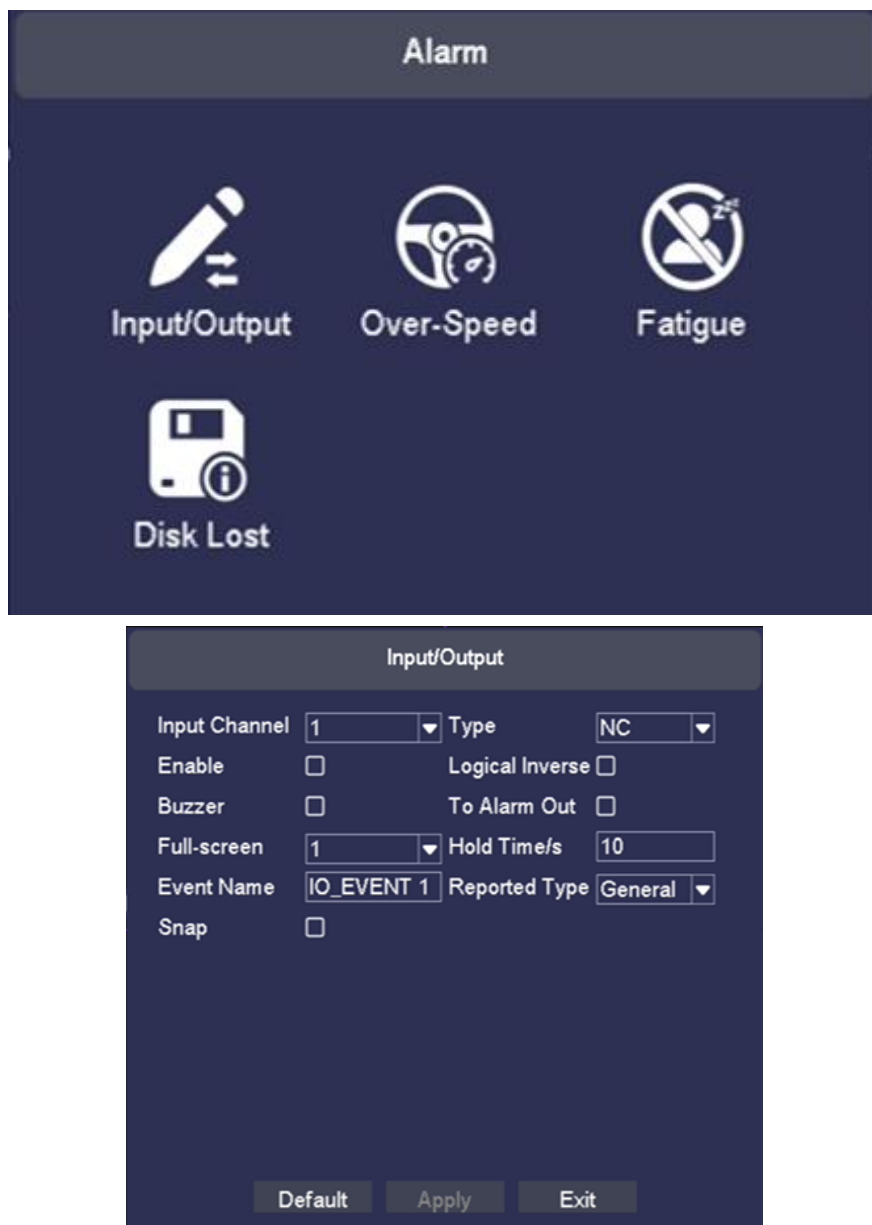 Alarm
Input/Output Over-Speed Fatigue
zzz
Disk Lost
Input/Output
Input Channel 1 Type NC
Enable Logical Inverse
Buzzer To Alarm Out
Full-screen 1 Hold Time/s 10
Event Name IO_EVENT 1 Reported Type General
Snap
Default Apply Exit